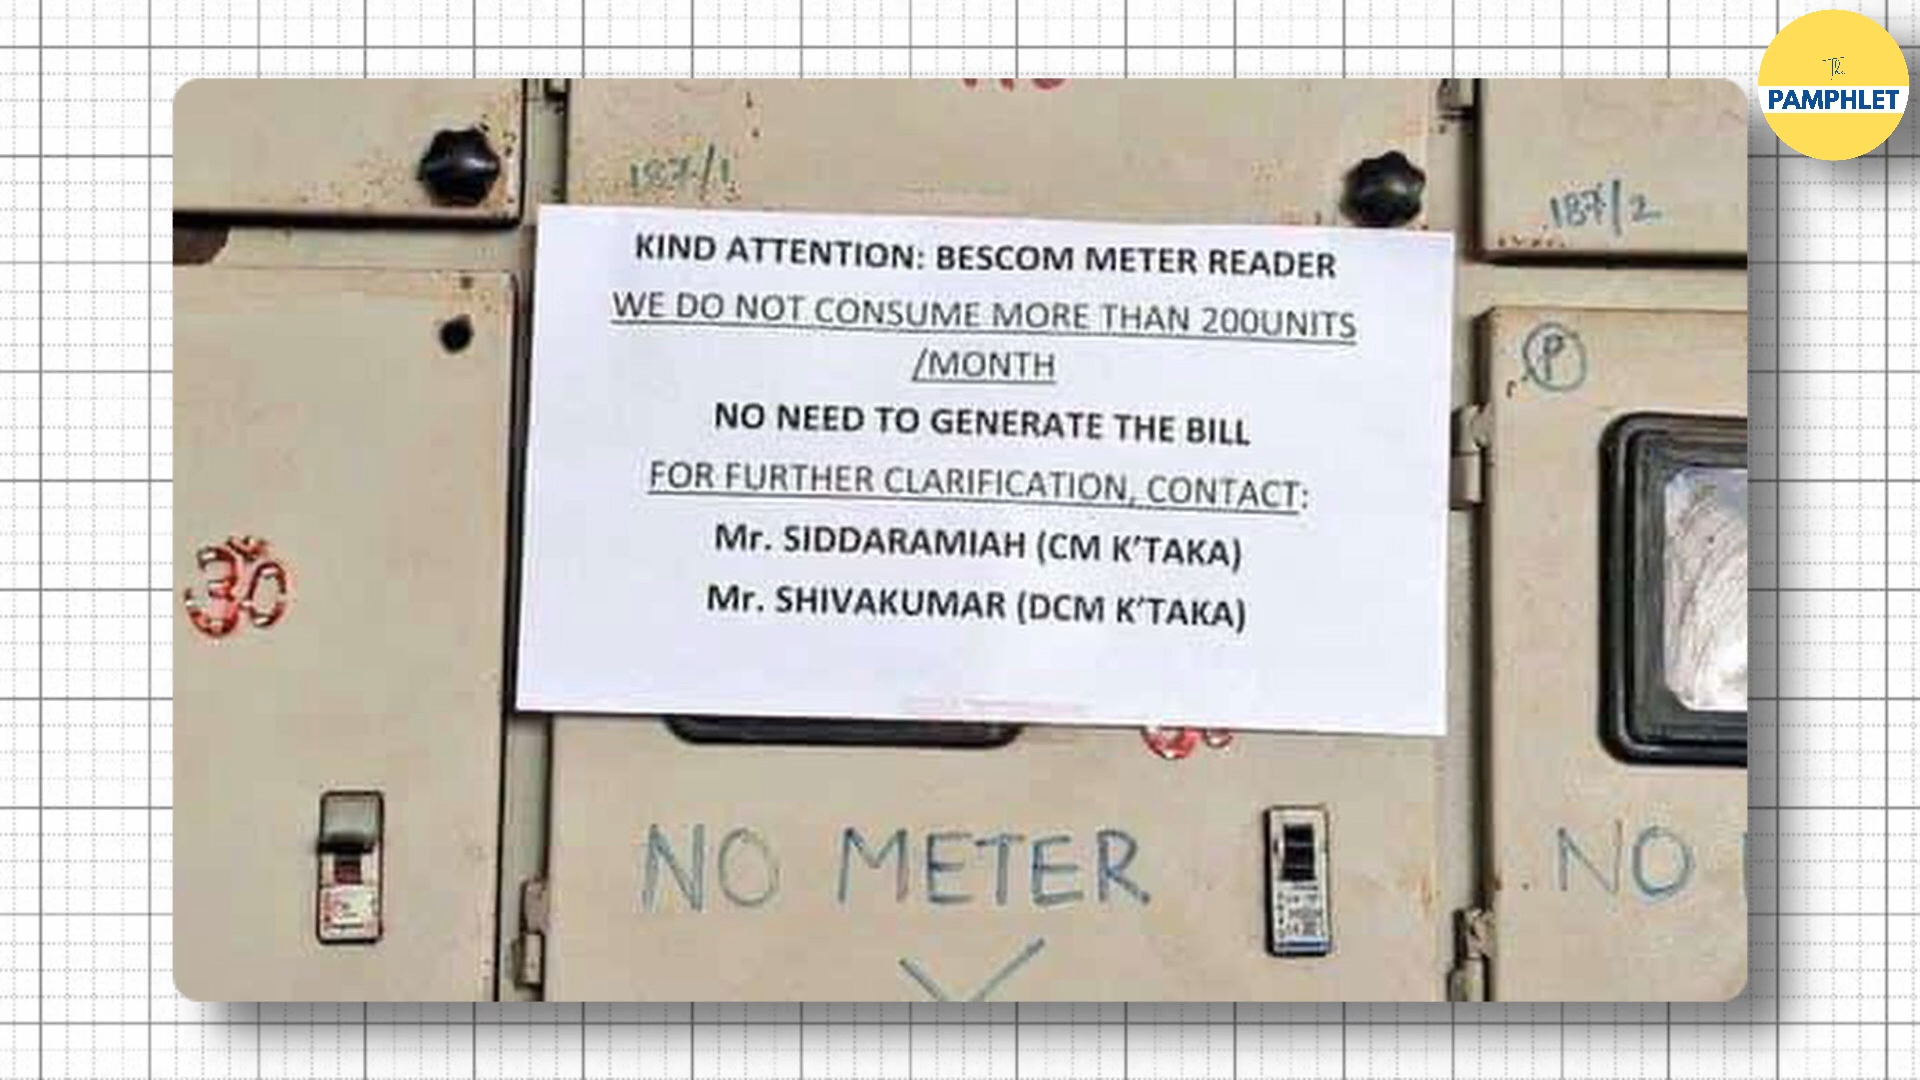 The
PAMPHLET
187/1
187/2
KIND ATTENTION: BESCOM METER READER
WE DO NOT CONSUME MORE THAN 200UNITS
/MONTH
NO NEED TO GENERATE THE BILL
FOR FURTHER CLARIFICATION, CONTACT:
Mr. SIDDARAMIAH (CM K'TAKA)
Mr. SHIVAKUMAR (DCM K'TAKA)
P
ॐ
NO METER
NO